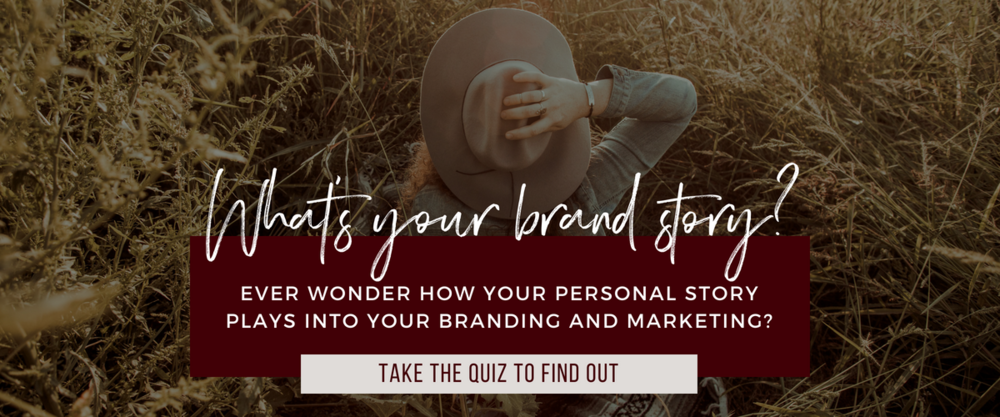 What's your brand story?
EVER WONDER HOW YOUR PERSONAL STORY
PLAYS INTO YOUR BRANDING AND MARKETING?
TAKE THE QUIZ TO FIND OUT